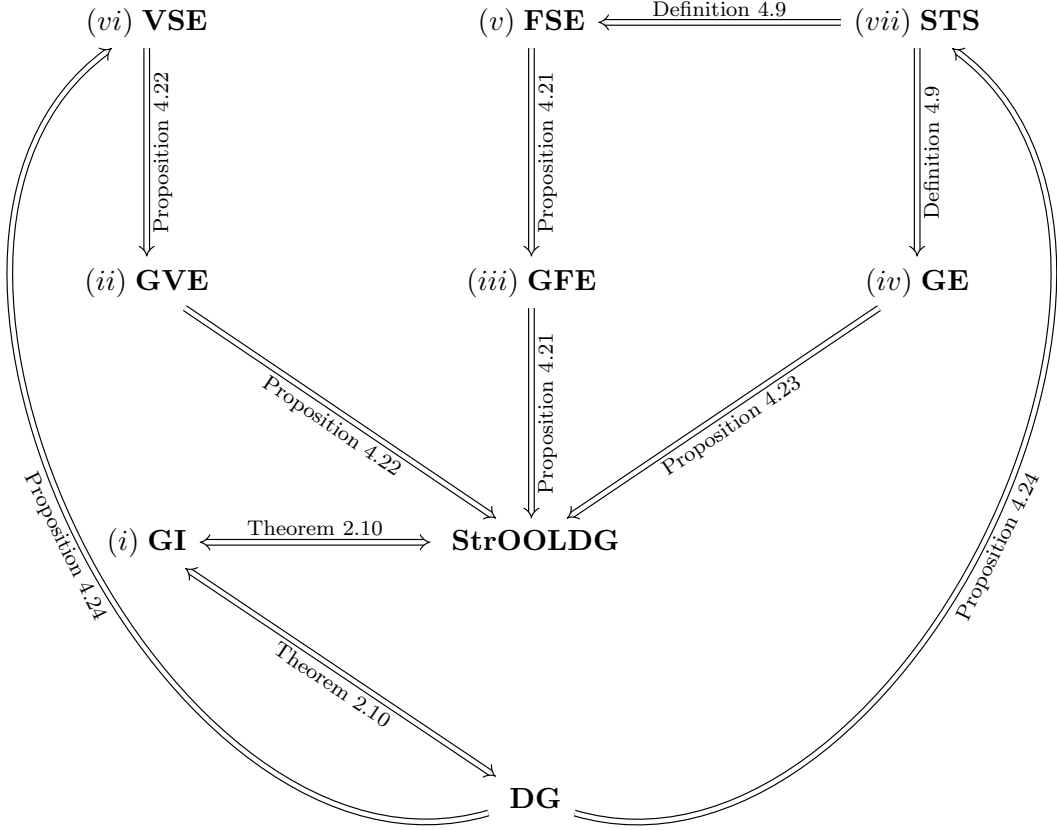 (vi) VSE
(v) FSE
Definition 4.9
(vii) STS
Proposition 4.22
Proposition 4.21
Definition 4.9
(ii) GVE
(iii) GFE
(iv) GE
Proposition 4.22
Proposition 4.21
Proposition 4.23
Proposition 4.24
Proposition 4.24
(i) GI
Theorem 2.10
StrOOLDG
Theorem 2.10
DG